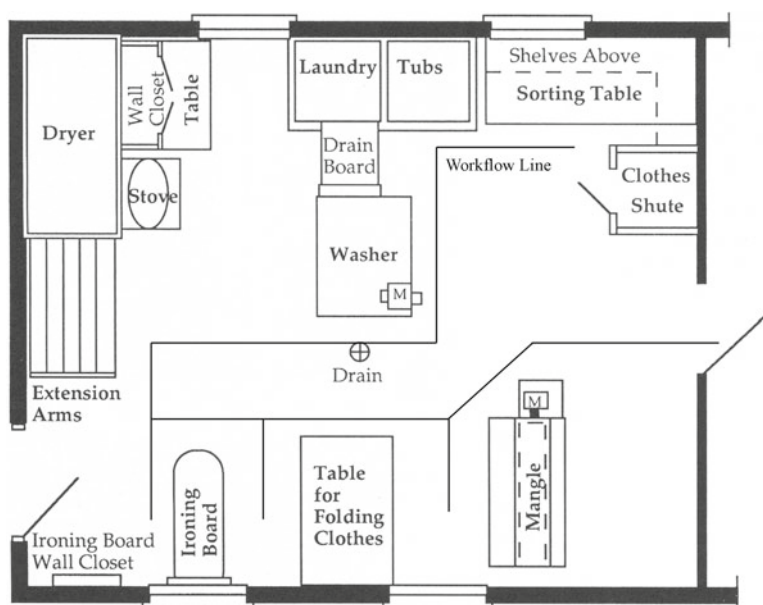 Laundry Tubs
Shelves Above
Sorting Table
Wall
Closet
Table
Dryer
Drain
Board
Workflow Line
Clothes
Shute
Stove
Washer
M
Drain
Extension
Arms
M
Mangle
Table
for
Folding
Clothes
Ironing
Board
Ironing Board
Wall Closet